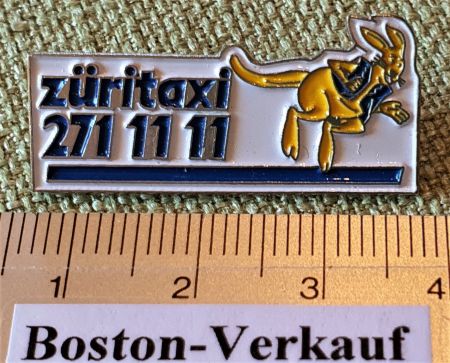 züritaxi
271 11 11
1 2 3 4
Boston-Verkauf